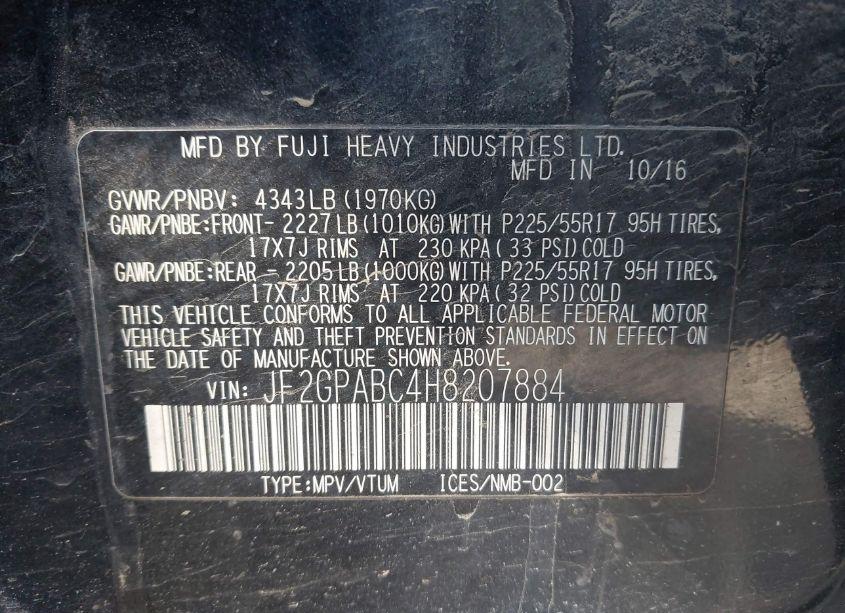 MFD BY FUJI HEAVY INDUSTRIES LTD.
MFD IN 10/16
GVWR/PNBV: 4343LB (1970KG)
GAWR/PNBE:FRONT- 2227LB(1010KG)WITH P225/55R17 95H TIRES,
17X7J RIMS AT 230 KPA( 33 PSI)COLD
GAWR/PNBE:REAR - 2205LB(1000KG)WITH P225/55R17 95H TIRES,
17X7J RIMS AT 220 KPA( 32 PSI)COLD
THIS VEHICLE CONFORMS TO ALL APPLICABLE FEDERAL MOTOR
VEHICLE SAFETY AND THEFT PREVENTION STANDARDS IN EFFECT ON
THE DATE OF MANUFACTURE SHOWN ABOVE.
VIN: JF2GPABC4H8207884
TYPE:MPV/VTUM ICES/NMB-002